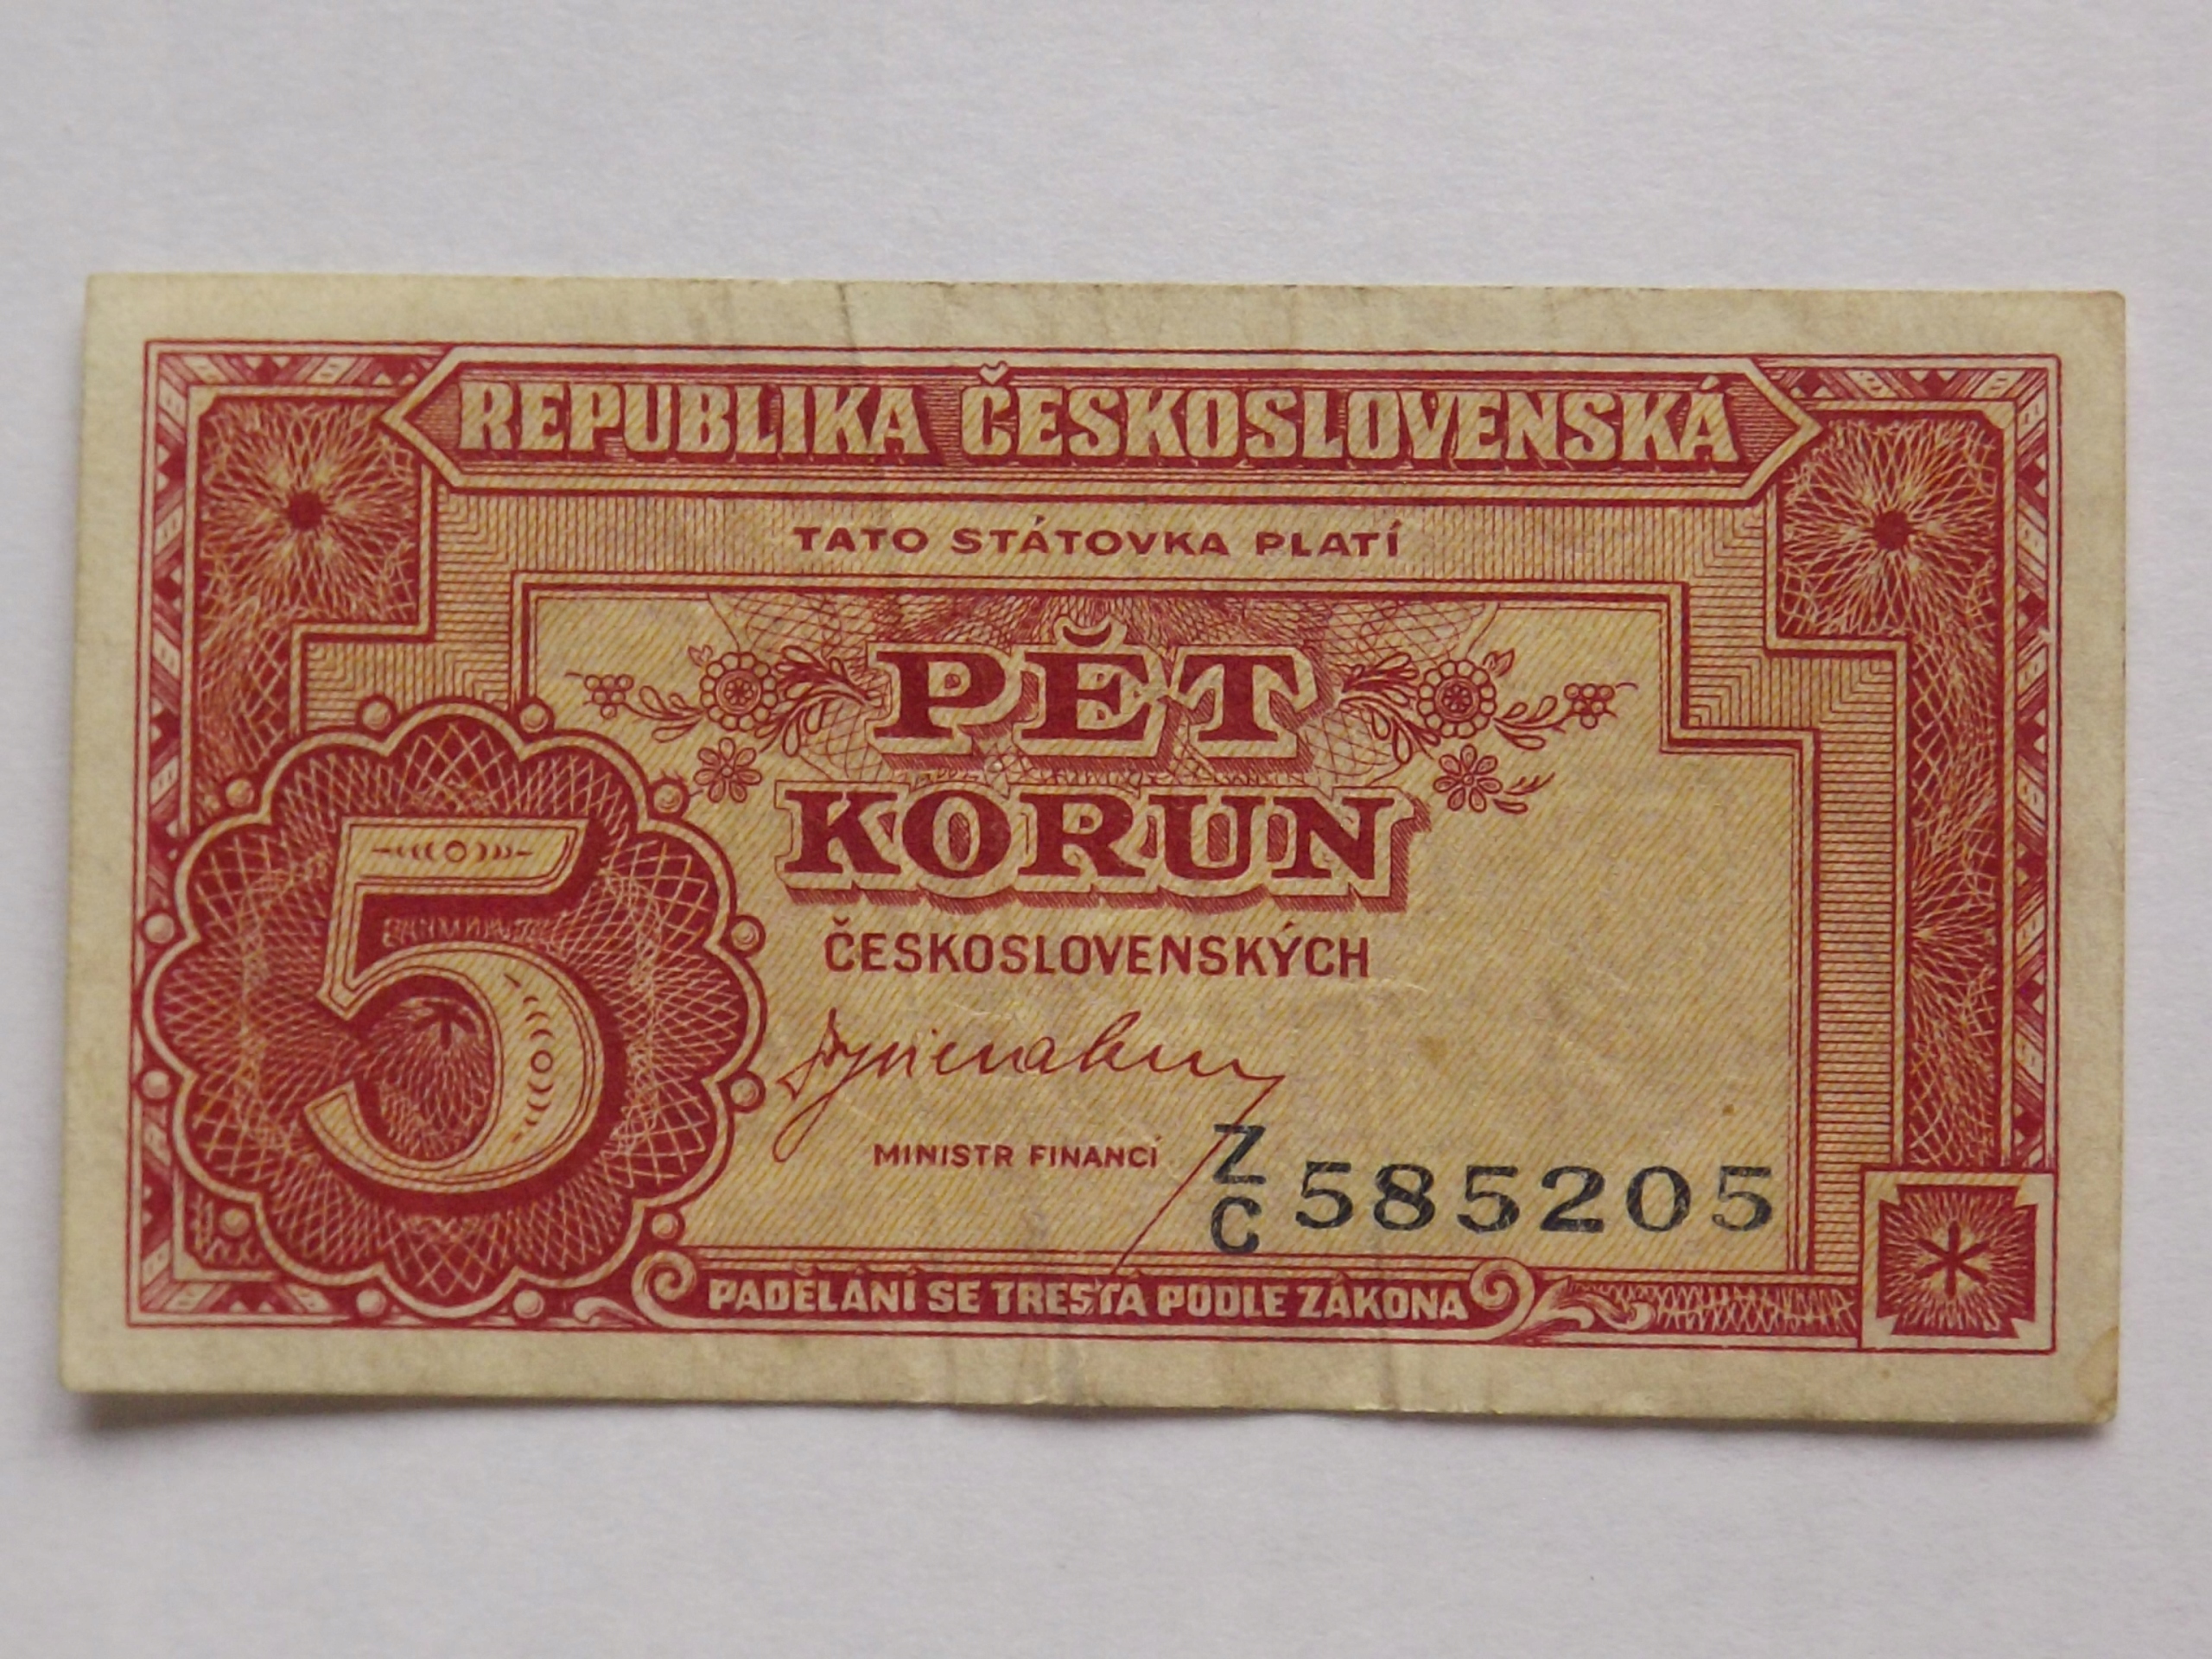 REPUBLIKA ČESKOSLOVENSKÁ
TATO STÁTOVKA PLATÍ
PĚT
KORUN
ČESKOSLOVENSKÝCH
5
MINISTR FINANCÍ
Z
C 585205
PADĚLÁNÍ SE TRESTÁ PODLE ZÁKONA